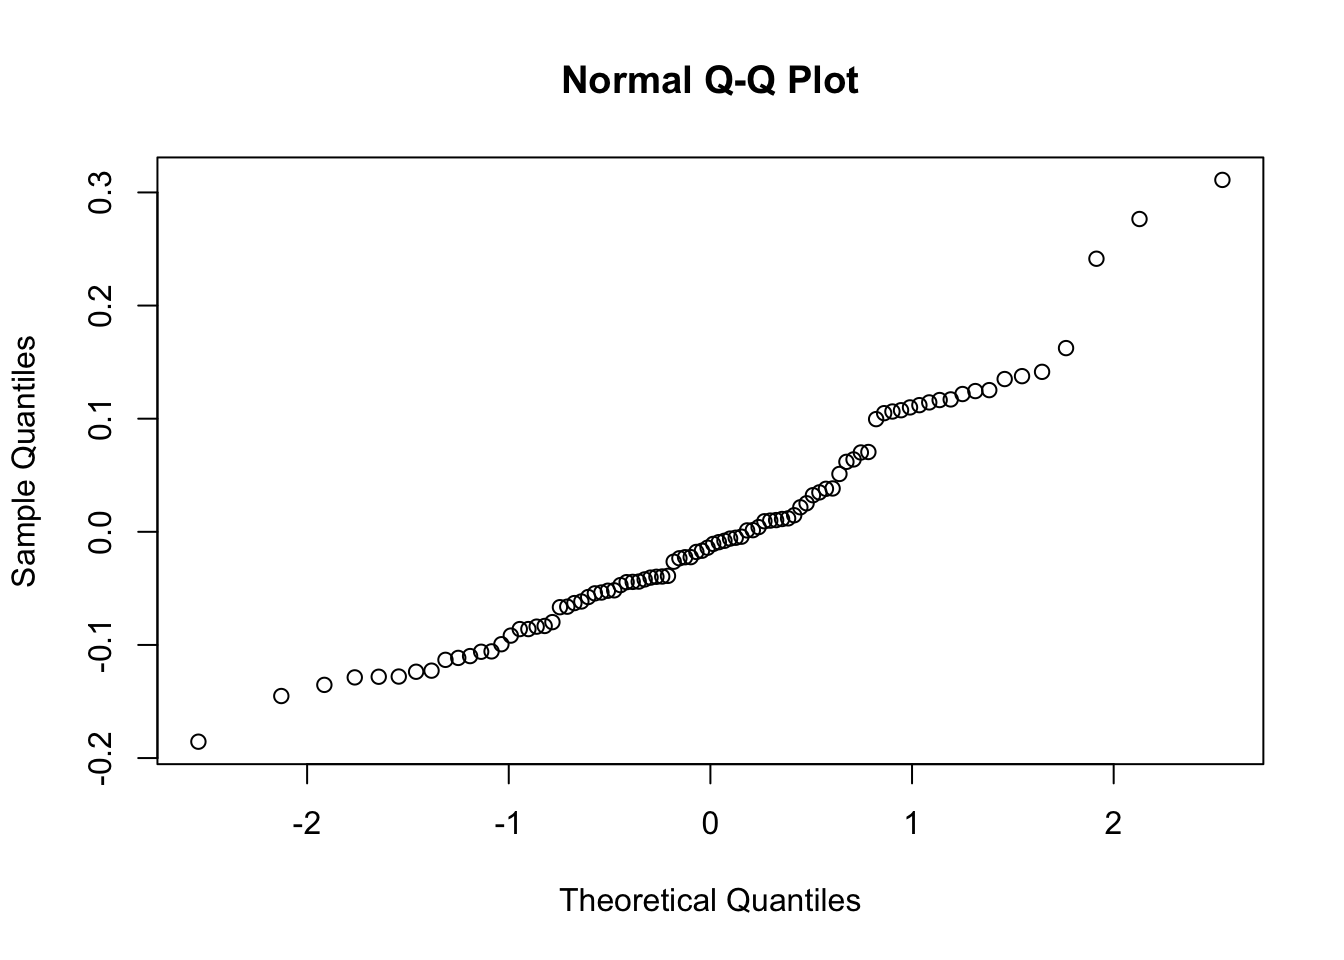 Normal Q-Q Plot
Sample Quantiles
0.3
0.2
0.1
0.0
-0.1
-0.2
-2 -1 0 1 2
Theoretical Quantiles